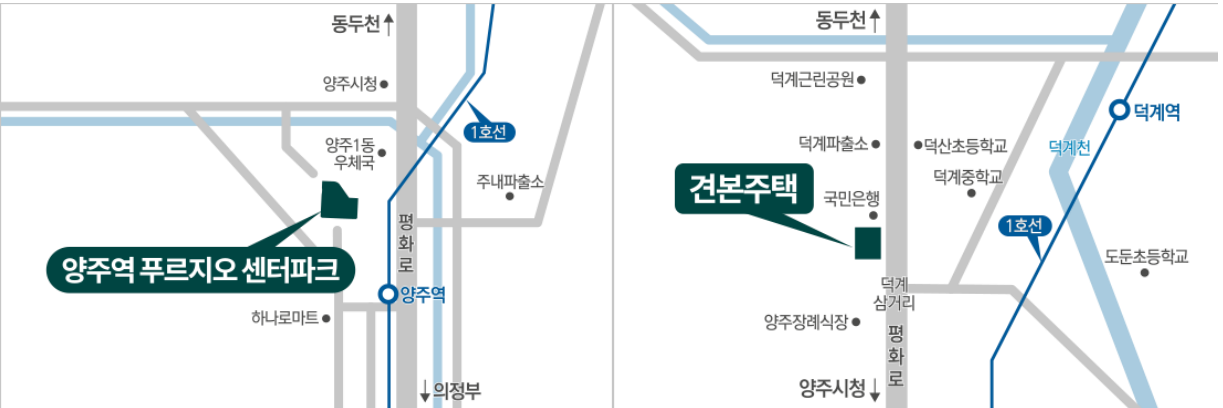 동두천
양주시청
1호선
양주1동
우체국
주내파출소
평화로
양주역 푸르지오 센터파크
양주역
하나로마트
의정부
동두천
덕계근린공원
덕계역
덕계파출소
덕산초등학교
덕계천
덕계중학교
견본주택
국민은행
1호선
도둔초등학교
덕계
삼거리
양주장례식장
평화로
양주시청